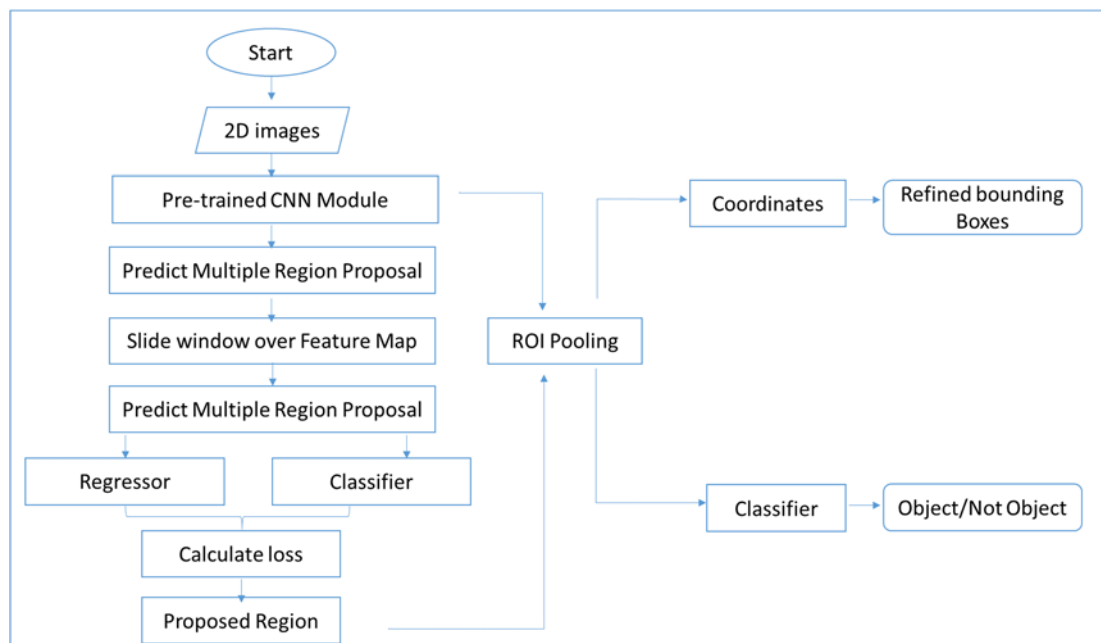 Start
2D images
Pre-trained CNN Module
Predict Multiple Region Proposal
Slide window over Feature Map
Predict Multiple Region Proposal
Regressor
Classifier
Calculate loss
Proposed Region
ROI Pooling
Coordinates
Refined bounding
Boxes
Classifier
Object/Not Object